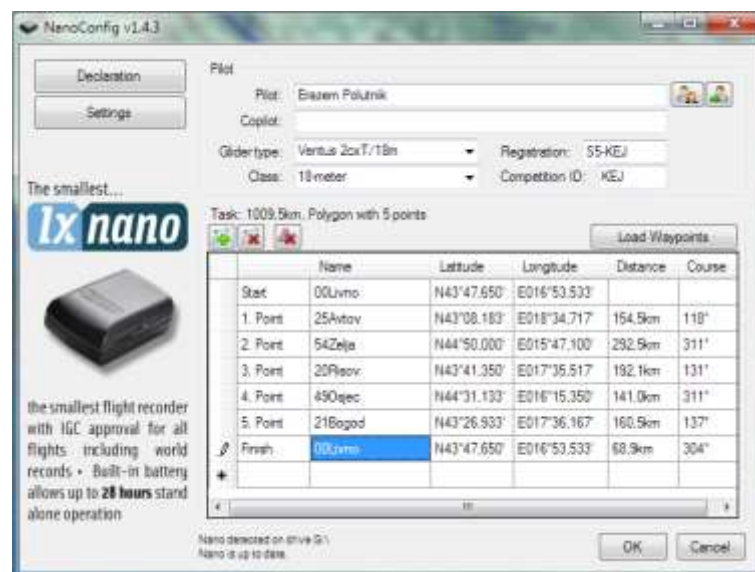 NanoConfig v1.4.3
Declaration
Settings
The smallest...
lx nano
the smallest flight recorder
with IGC approval for all
flights including world
records • Built-in battery
allows up to 28 hours stand
alone operation
Pilot
Pilot: Erazem Polutnik
Copilot:
Glider type: Ventus 2cxT/18m Registration: S5-KEJ
Class: 18-meter Competition ID: KEJ
Task: 1009.5km. Polygon with 5 points
Load Waypoints
Name Latitude Longitude Distance Course
Start 00Livno N43°47.650' E016°53.533'
1. Point 25Avtov N43°08.183' E018°34.717' 154.5km 118°
2. Point 54Zelja N44°50.000' E015°47.100' 292.5km 311°
3. Point N43°41.350' E017°35.517' 192.1km 131°
4. Point 49Osjec N44°31.133' E016°15.350' 141.0km 311°
5. Point 21Bogod N43°26.933' E017°36.167' 160.5km 137°
Finish 00Livno N43°47.650' E016°53.533' 68.9km 304°
Nano detected on drive G:\
Nano is up to date.
OK Cancel